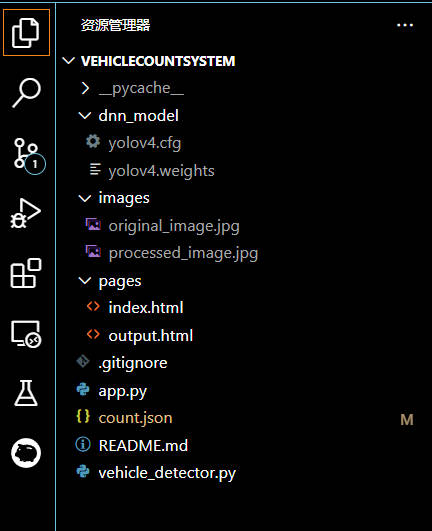 资源管理器 ···
VEHICLECOUNTSYSTEM
__pycache__
dnn_model
yolov4.cfg
yolov4.weights
images
original_image.jpg
processed_image.jpg
pages
index.html
output.html
.gitignore
app.py
count.json M
README.md
vehicle_detector.py
1